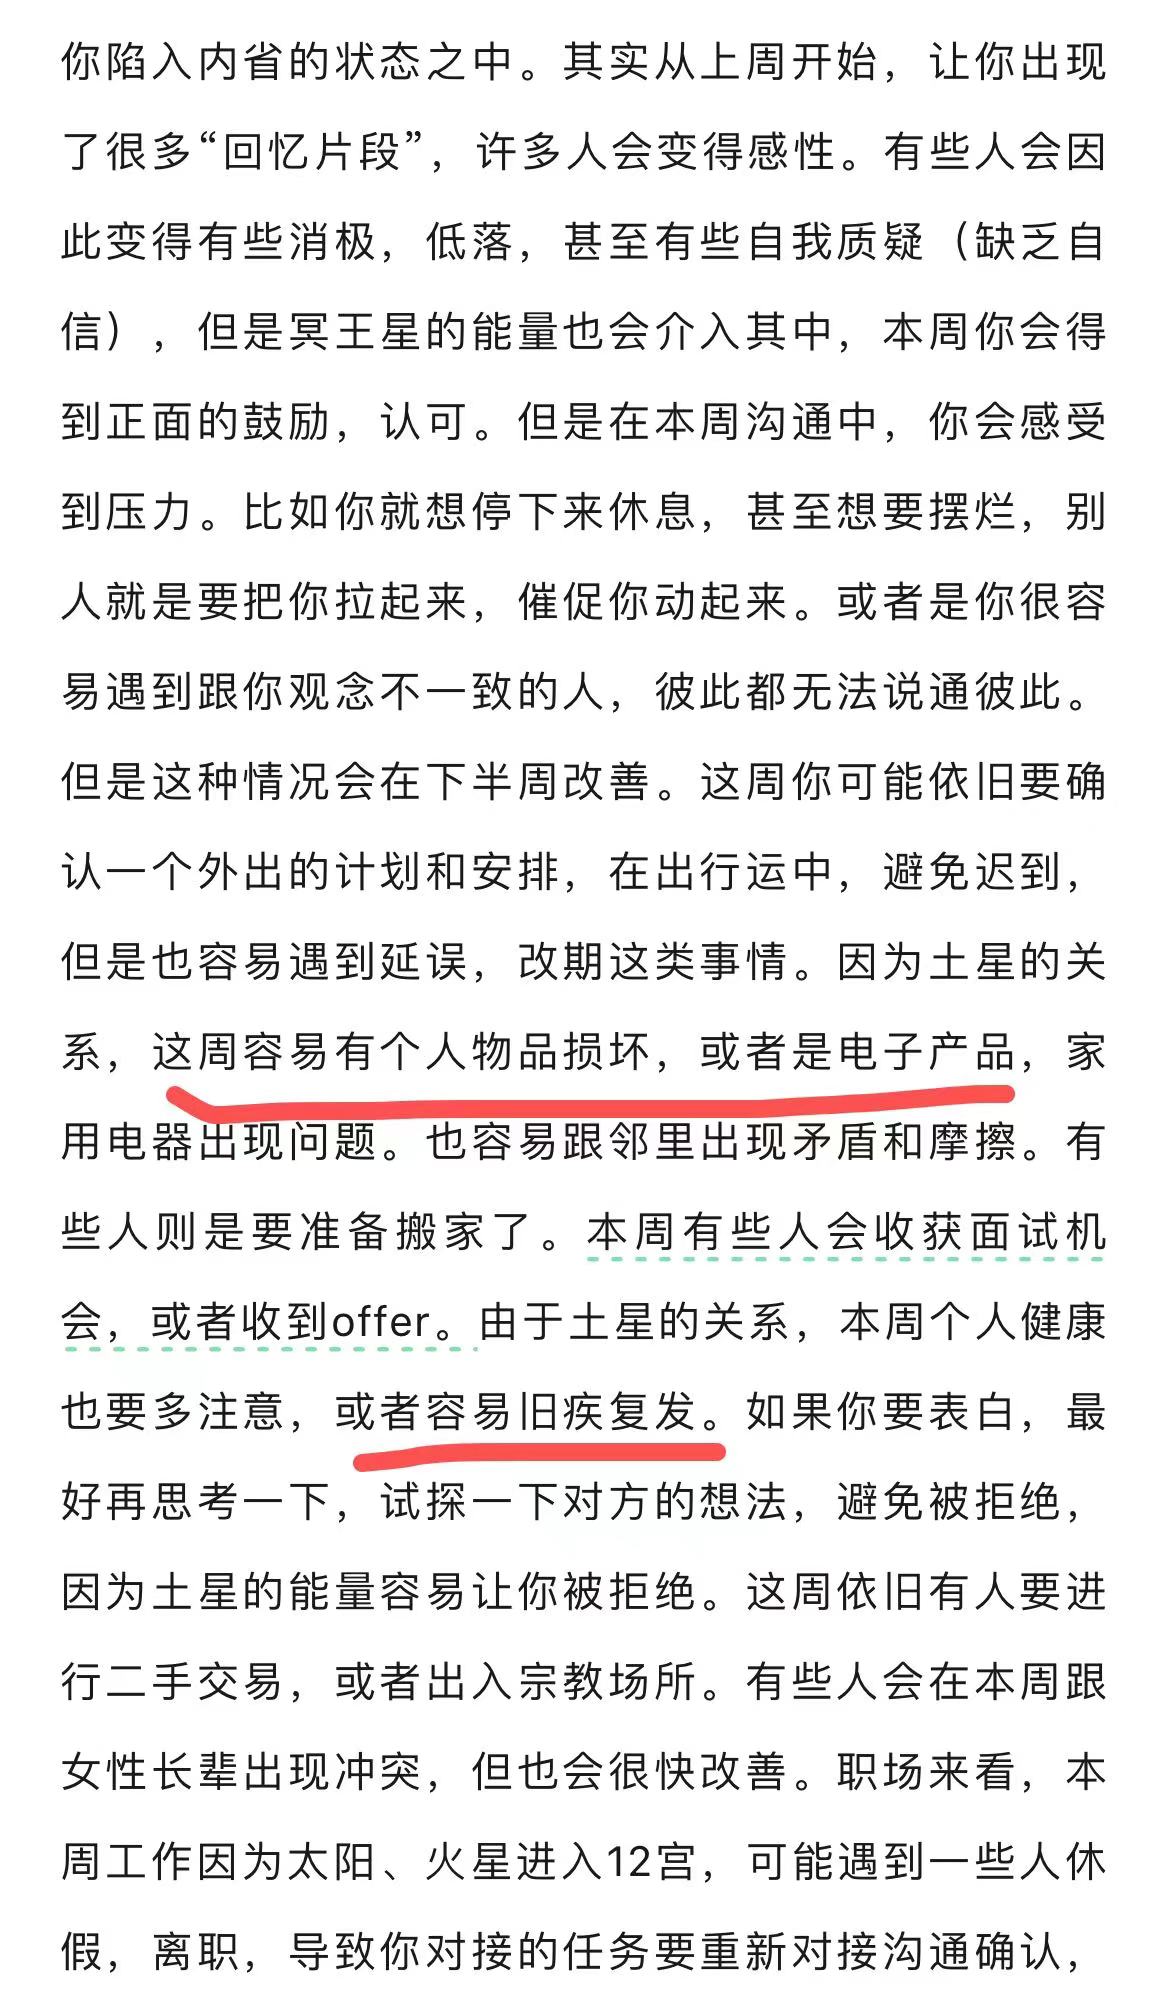 你陷入内省的状态之中。其实从上周开始，让你出现
了很多“回忆片段”，许多人会变得感性。有些人会因
此变得有些消极，低落，甚至有些自我质疑（缺乏自
信），但是冥王星的能量也会介入其中，本周你会得
到正面的鼓励，认可。但是在本周沟通中，你会感受
到压力。比如你就想停下来休息，甚至想要摆烂，别
人就是要把你拉起来，催促你动起来。或者是你很容
易遇到跟你观念不一致的人，彼此都无法说通彼此。
但是这种情况会在下半周改善。这周你可能依旧要确
认一个外出的计划和安排，在出行运中，避免迟到，
但是也容易遇到延误，改期这类事情。因为土星的关
系，这周容易有个人物品损坏，或者是电子产品，家
用电器出现问题。也容易跟邻里出现矛盾和摩擦。有
些人则是要准备搬家了。本周有些人会收获面试机
会，或者收到offer。由于土星的关系，本周个人健康
也要多注意，或者容易旧疾复发。如果你要表白，最
好再思考一下，试探一下对方的想法，避免被拒绝，
因为土星的能量容易让你被拒绝。这周依旧有人要进
行二手交易，或者出入宗教场所。有些人会在本周跟
女性长辈出现冲突，但也会很快改善。职场来看，本
周工作因为太阳、火星进入12宫，可能遇到一些人休
假，离职，导致你对接的任务要重新对接沟通确认，